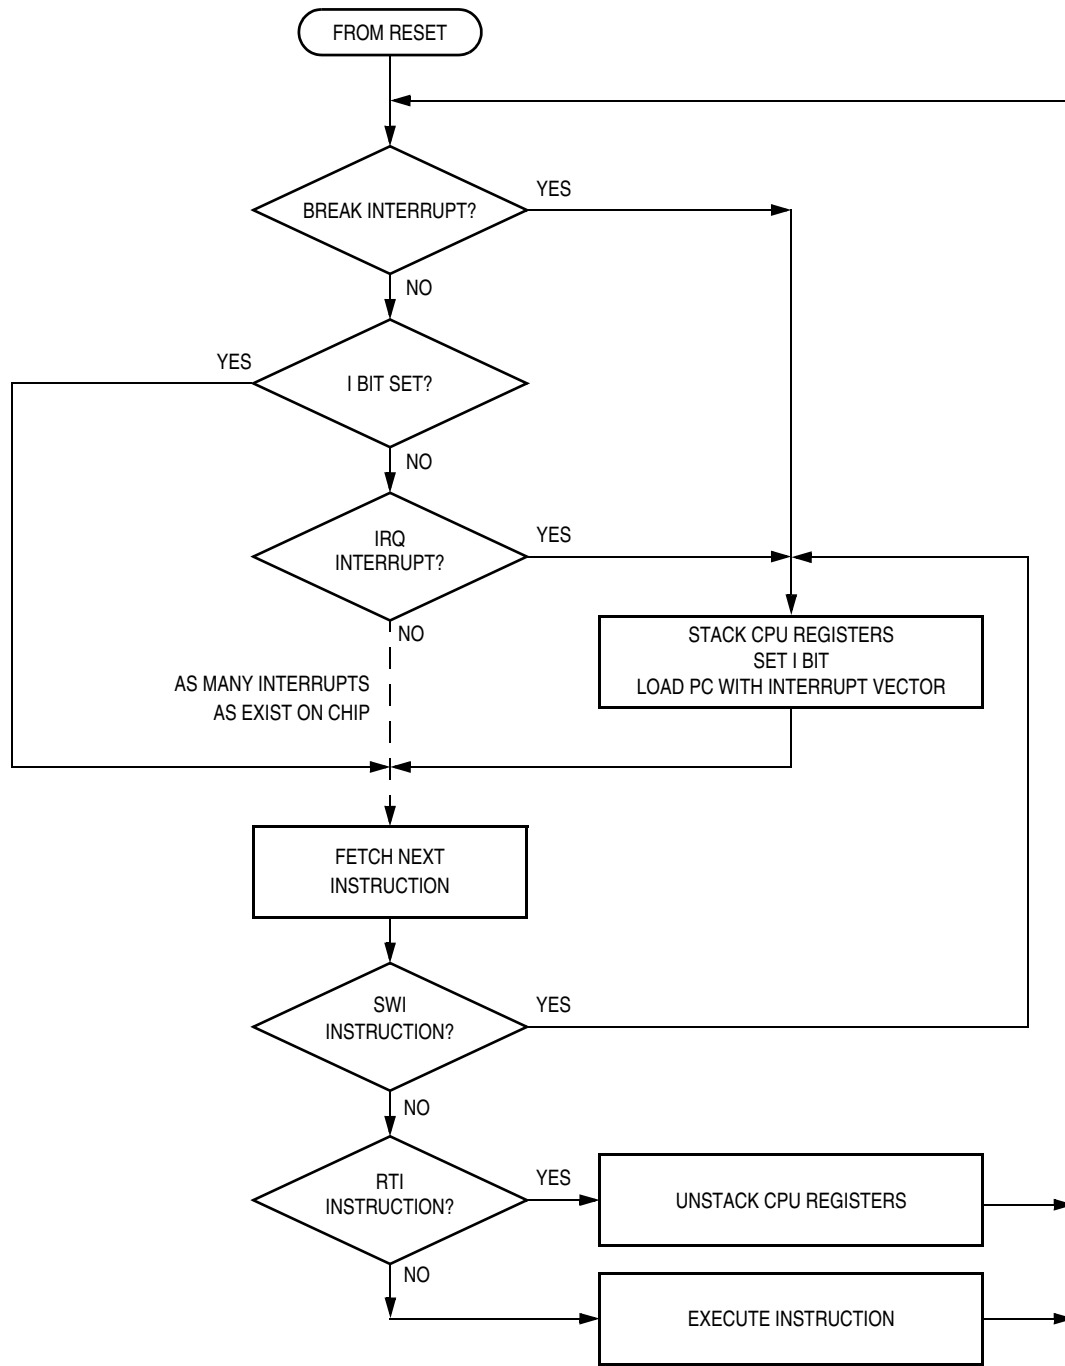 FROM RESET
BREAK INTERRUPT?
YES
NO
I BIT SET?
YES
NO
IRQ
INTERRUPT?
YES
NO
AS MANY INTERRUPTS
AS EXIST ON CHIP
STACK CPU REGISTERS
SET I BIT
LOAD PC WITH INTERRUPT VECTOR
FETCH NEXT
INSTRUCTION
SWI
INSTRUCTION?
YES
NO
RTI
INSTRUCTION?
YES
UNSTACK CPU REGISTERS
NO
EXECUTE INSTRUCTION